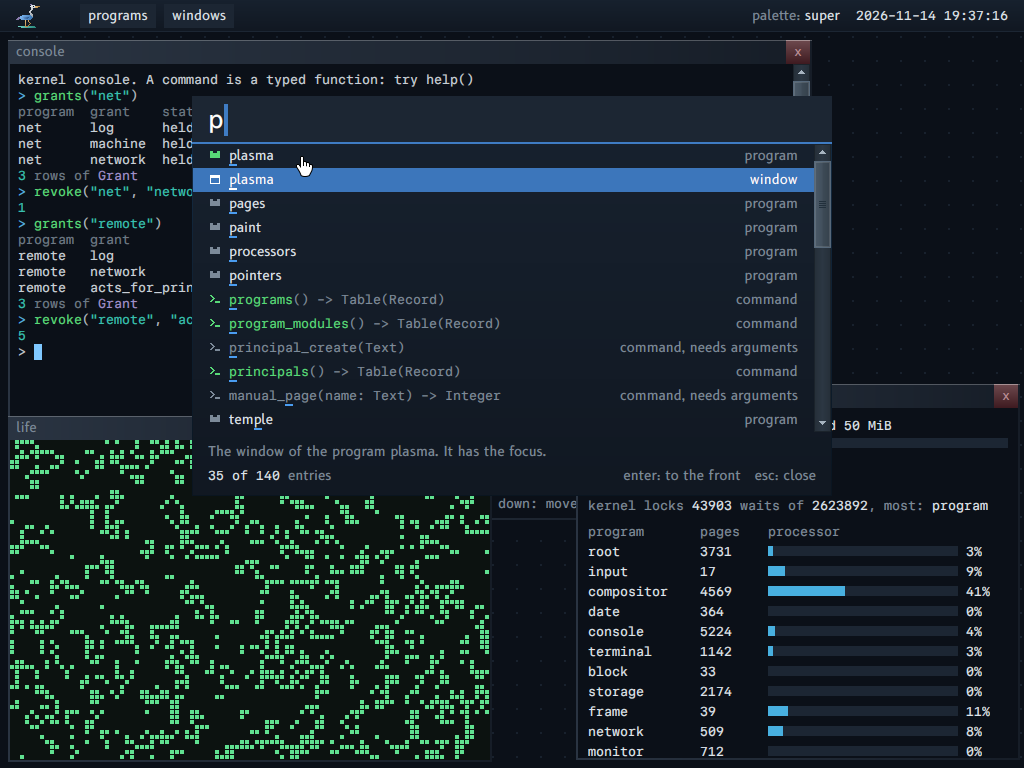 programs windows palette: super 2026-11-14 19:37:16
console x
kernel console. A command is a typed function: try help()
> grants("net")
program grant stat
net log held
net machine held
net network held
3 rows of Grant
> revoke("net", "netwo
1
> grants("remote")
program grant
remote log
remote network
remote acts_for_prin
3 rows of Grant
> revoke("remote", "ac
5
>
p
plasma program
plasma window
pages program
paint program
processors program
pointers program
programs() -> Table(Record) command
program_modules() -> Table(Record) command
principal_create(Text) command, needs arguments
principals() -> Table(Record) command
manual_page(name: Text) -> Integer command, needs arguments
temple program
The window of the program plasma. It has the focus.
35 of 140 entries enter: to the front esc: close
life
down: move
x
d 50 MiB
kernel locks 43903 waits of 2623892, most: program
program pages processor
root 3731 3%
input 17 9%
compositor 4569 41%
date 364 0%
console 5224 4%
terminal 1142 3%
block 33 0%
storage 2174 0%
frame 39 11%
network 509 8%
monitor 712 0%